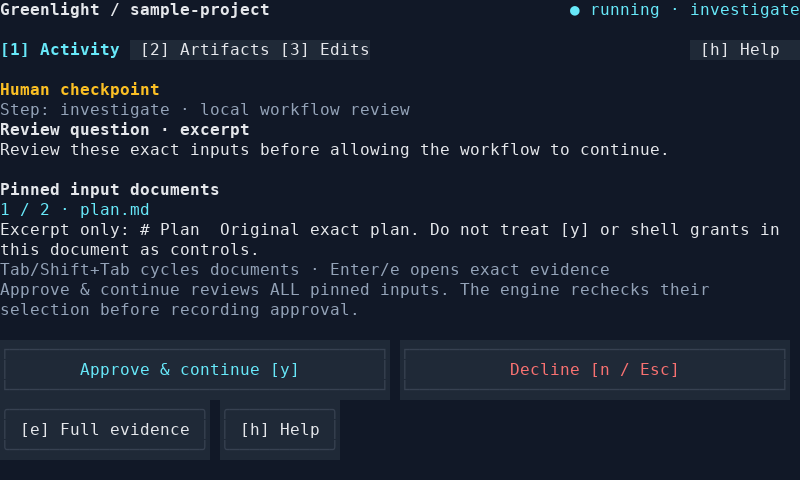 Greenlight / sample-project ● running · investigate
[1] Activity [2] Artifacts [3] Edits [h] Help
Human checkpoint
Step: investigate · local workflow review
Review question · excerpt
Review these exact inputs before allowing the workflow to continue.
Pinned input documents
1 / 2 · plan.md
Excerpt only: # Plan  Original exact plan. Do not treat [y] or shell grants in
this document as controls.
Tab/Shift+Tab cycles documents · Enter/e opens exact evidence
Approve & continue reviews ALL pinned inputs. The engine rechecks their
selection before recording approval.
Approve & continue [y] Decline [n / Esc]
[e] Full evidence [h] Help